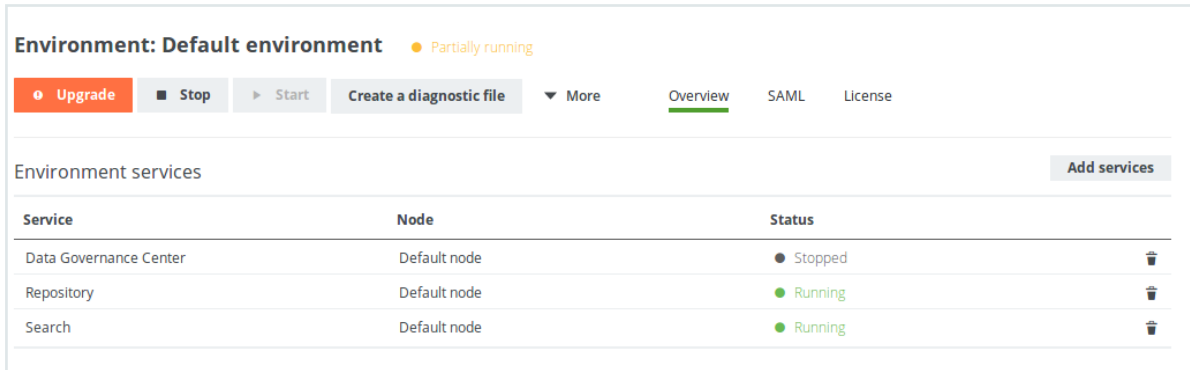 Environment: Default environment Partially running
Upgrade Stop Start Create a diagnostic file More Overview SAML License
Environment services Add services
Service Node Status
Data Governance Center Default node Stopped
Repository Default node Running
Search Default node Running